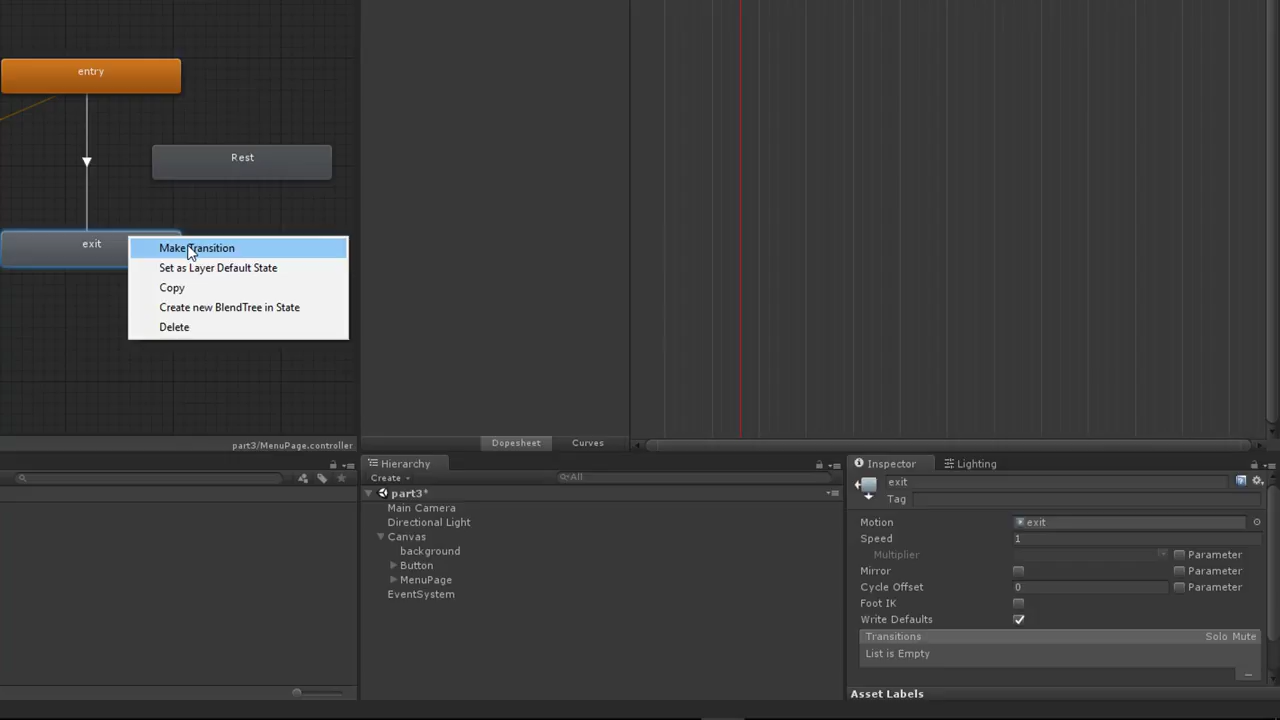 entry
Rest
exit
Make Transition
Set as Layer Default State
Copy
Create new BlendTree in State
Delete
part3/MenuPage.controller
Dopesheet
Curves
Hierarchy
Create
All
part3*
Main Camera
Directional Light
Canvas
background
Button
MenuPage
EventSystem
Inspector
Lighting
exit
Tag
Motion
exit
Speed
1
Multiplier
Parameter
Mirror
Parameter
Cycle Offset
0
Parameter
Foot IK
Write Defaults
Transitions
Solo Mute
List is Empty
Asset Labels